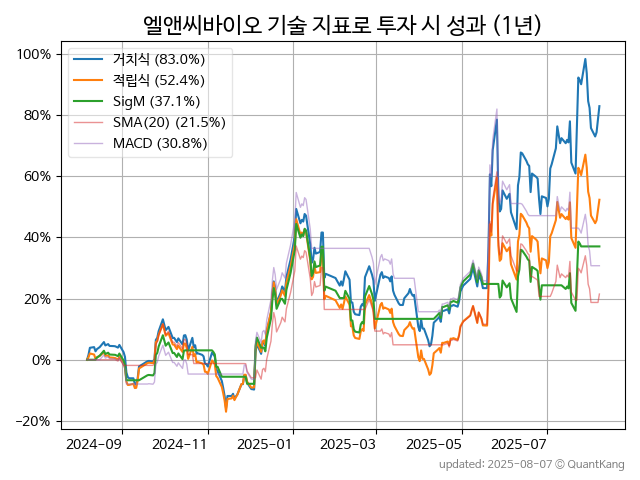 엘앤씨바이오 기술 지표로 투자 시 성과 (1년)
100%
80%
60%
40%
20%
0%
−20%
거치식 (83.0%)
적립식 (52.4%)
SigM (37.1%)
SMA(20) (21.5%)
MACD (30.8%)
2024-09
2024-11
2025-01
2025-03
2025-05
2025-07
updated: 2025-08-07 © QuantKang